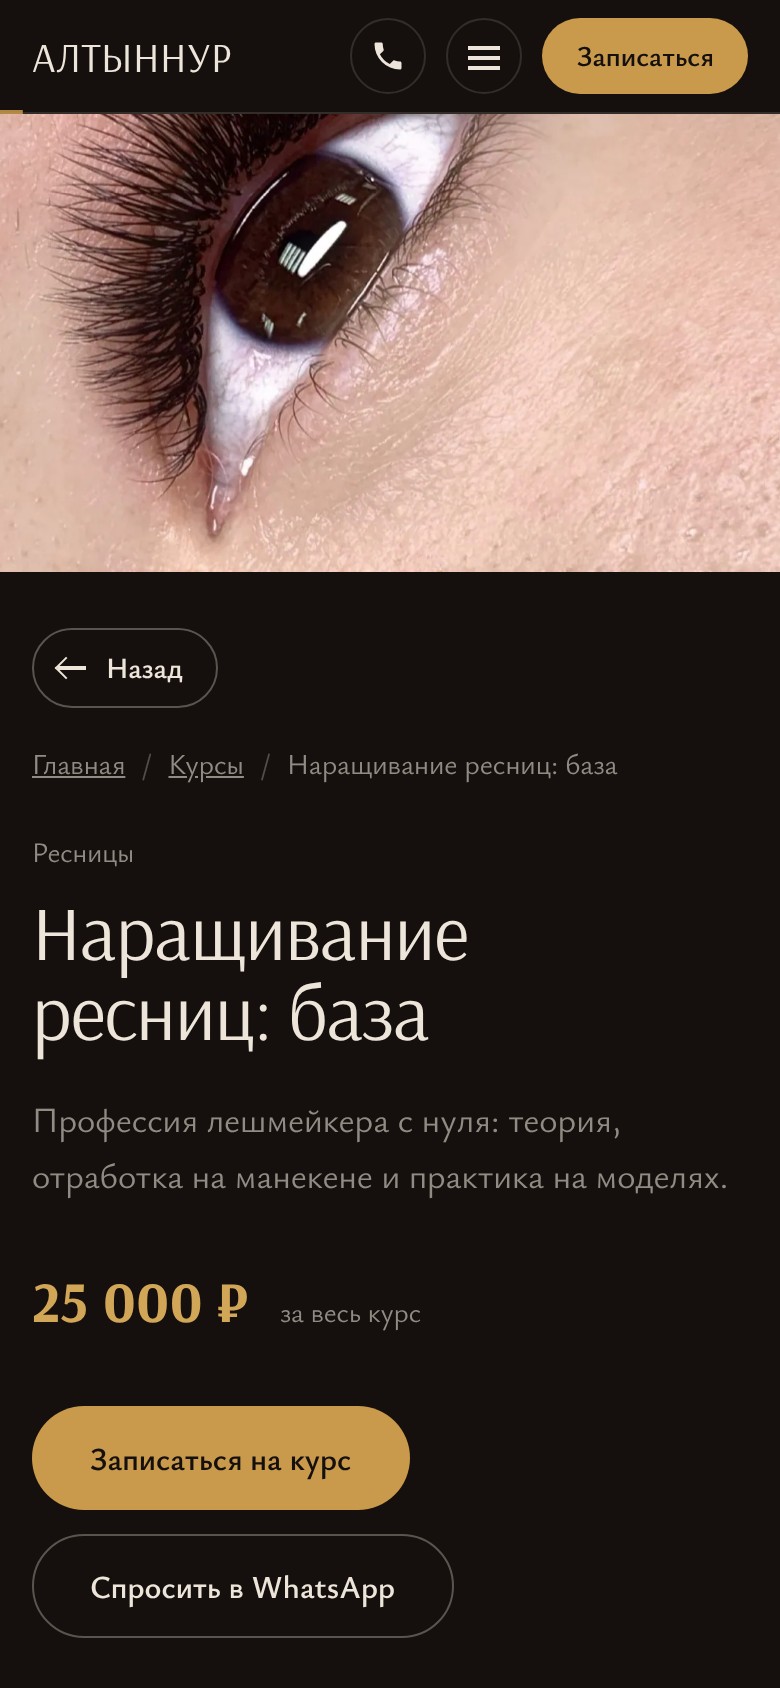 АЛТЫННУР
Записаться
Назад
Главная / Курсы / Наращивание ресниц: база
Ресницы
Наращивание
ресниц: база
Профессия лешмейкера с нуля: теория,
отработка на манекене и практика на моделях.
25 000 ₽ за весь курс
Записаться на курс
Спросить в WhatsApp